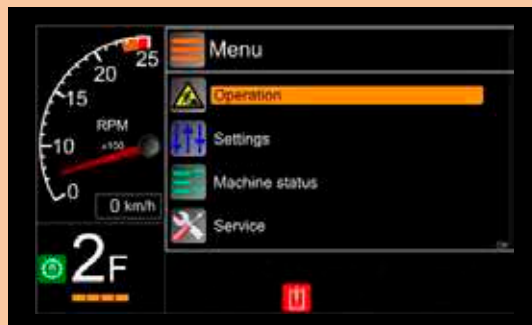 Menu
Operation
Settings
Machine status
Service
25
20
15
RPM
x100
10
0
0 km/h
2F